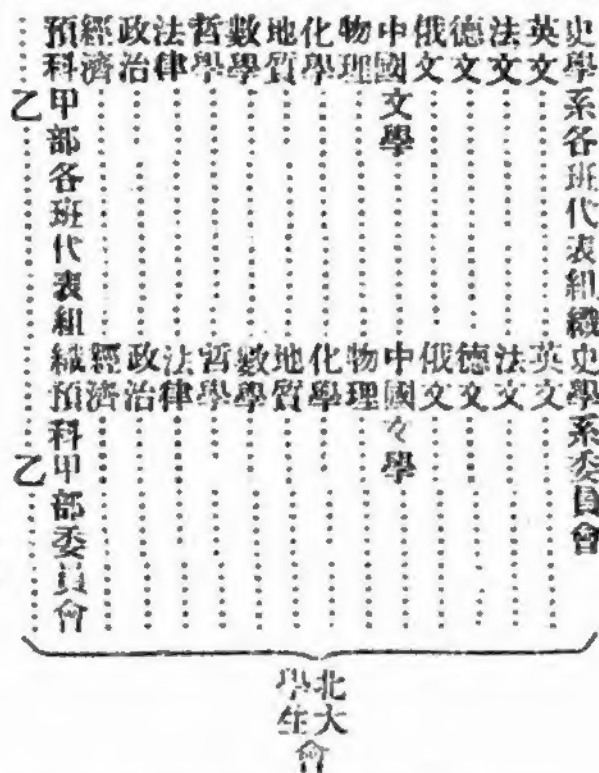 史學系各班代表組織史學系委員會
英文……英文……
法文……法文……
德文……德文……
俄文……俄文……
中國文學……中國文學……
物理……物理……
化學……化學……
地質……地質……
數學……數學……
哲學……哲學……
法律……法律……
政治……政治……
經濟……經濟……
預科甲部各班代表組織預科甲部委員會
乙……乙……
北大
學生會